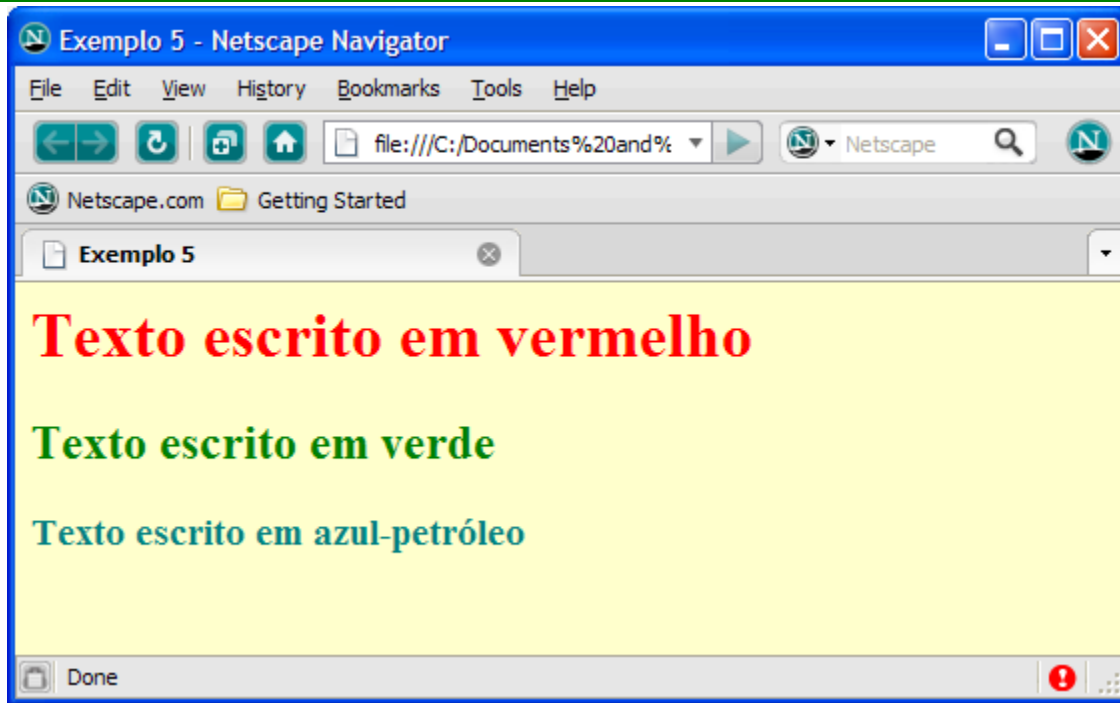 Exemplo 5 - Netscape Navigator
File Edit View History Bookmarks Tools Help
file:///C:/Documents%20and% Netscape
Netscape.com Getting Started
Exemplo 5
Texto escrito em vermelho
Texto escrito em verde
Texto escrito em azul-petróleo
Done